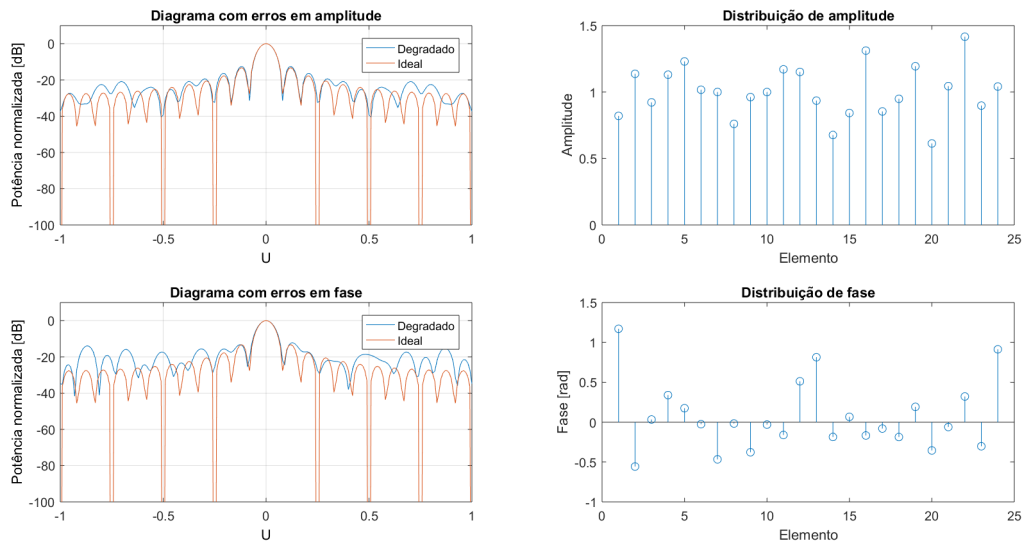 Diagrama com erros em amplitude
Potência normalizada [dB]
0
-20
-40
-60
-80
-100
-1
-0.5
0
0.5
1
U
Degradado
Ideal
Distribuição de amplitude
Amplitude
1.5
1
0.5
0
0
5
10
15
20
25
Elemento
Diagrama com erros em fase
Potência normalizada [dB]
0
-20
-40
-60
-80
-100
-1
-0.5
0
0.5
1
U
Degradado
Ideal
Distribuição de fase
Fase [rad]
1.5
1
0.5
0
-0.5
-1
0
5
10
15
20
25
Elemento